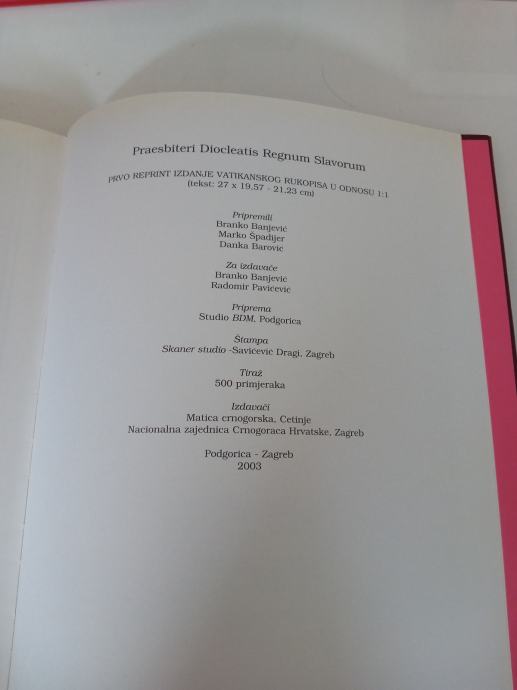 Praesbiteri Diocleatis Regnum Slavorum
PRVO REPRINT IZDANJE VATIKANSKOG RUKOPISA U ODNOSU 1:1
(tekst: 27 x 19,57 - 21,23 cm)
Pripremili
Branko Banjević
Marko Špadijer
Danka Barović
Za izdavače
Branko Banjević
Radomir Pavićević
Priprema
Studio BDM, Podgorica
Štampa
Skaner studio -Savičević Dragi, Zagreb
Tiraž
500 primjeraka
Izdavači
Matica crnogorska, Cetinje
Nacionalna zajednica Crnogoraca Hrvatske, Zagreb
Podgorica - Zagreb
2003